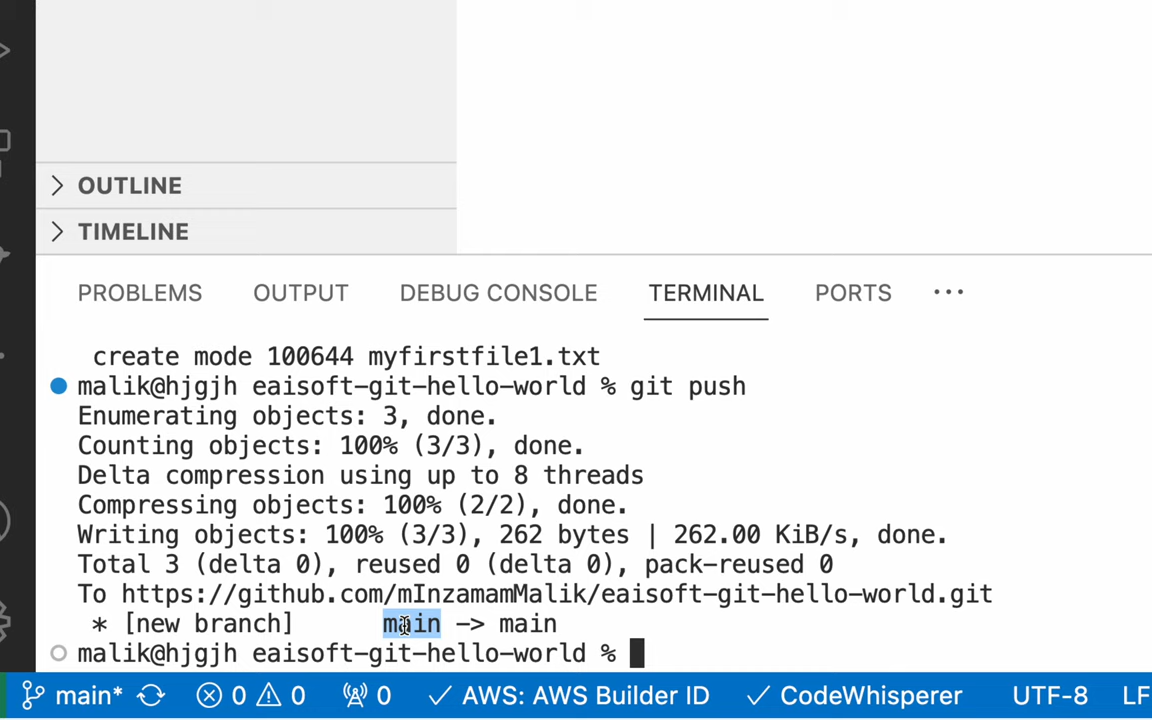 OUTLINE
TIMELINE
PROBLEMS OUTPUT DEBUG CONSOLE TERMINAL PORTS ...
create mode 100644 myfirstfile1.txt
malik@hjgjh eaisoft-git-hello-world % git push
Enumerating objects: 3, done.
Counting objects: 100% (3/3), done.
Delta compression using up to 8 threads
Compressing objects: 100% (2/2), done.
Writing objects: 100% (3/3), 262 bytes | 262.00 KiB/s, done.
Total 3 (delta 0), reused 0 (delta 0), pack-reused 0
To https://github.com/mInzamamMalik/eaisoft-git-hello-world.git
* [new branch] main -> main
malik@hjgjh eaisoft-git-hello-world %
main* 0 0 0 AWS: AWS Builder ID CodeWhisperer UTF-8 LF